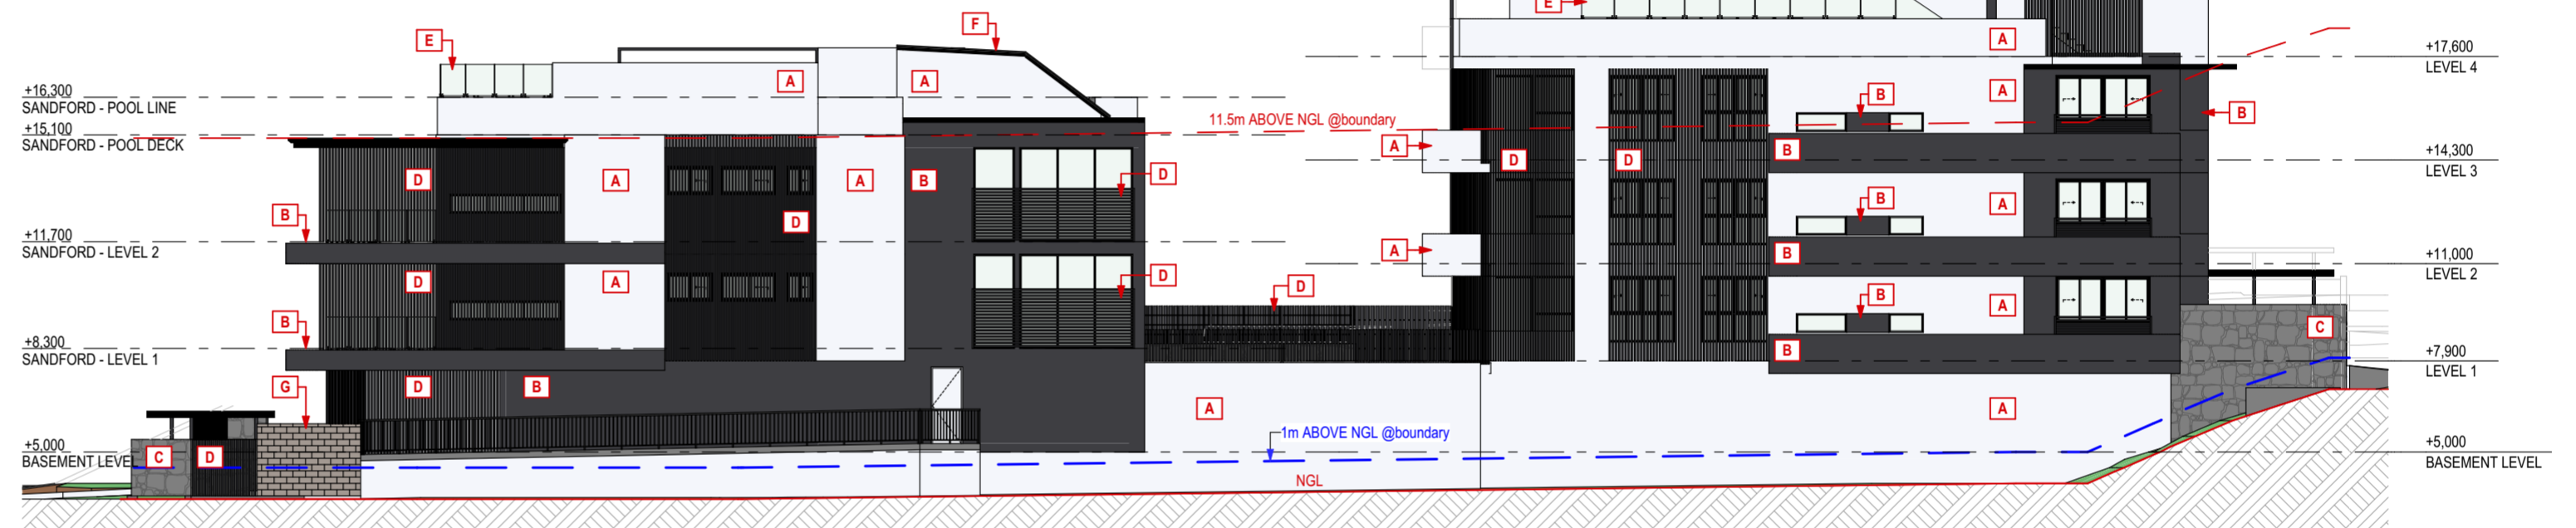 E
F
E
A
+17,600
LEVEL 4
A
A
A
B
B
+16,300
SANDFORD - POOL LINE
11.5m ABOVE NGL @boundary
+15,100
SANDFORD - POOL DECK
A
B
D
D
+14,300
LEVEL 3
D
A
A
B
D
B
A
B
D
+11,700
SANDFORD - LEVEL 2
A
B
+11,000
LEVEL 2
D
A
D
D
B
A
B
C
+8,300
SANDFORD - LEVEL 1
B
+7,900
LEVEL 1
G
D
B
A
A
1m ABOVE NGL @boundary
+5,000
BASEMENT LEVEL
C
D
+5,000
BASEMENT LEVEL
NGL